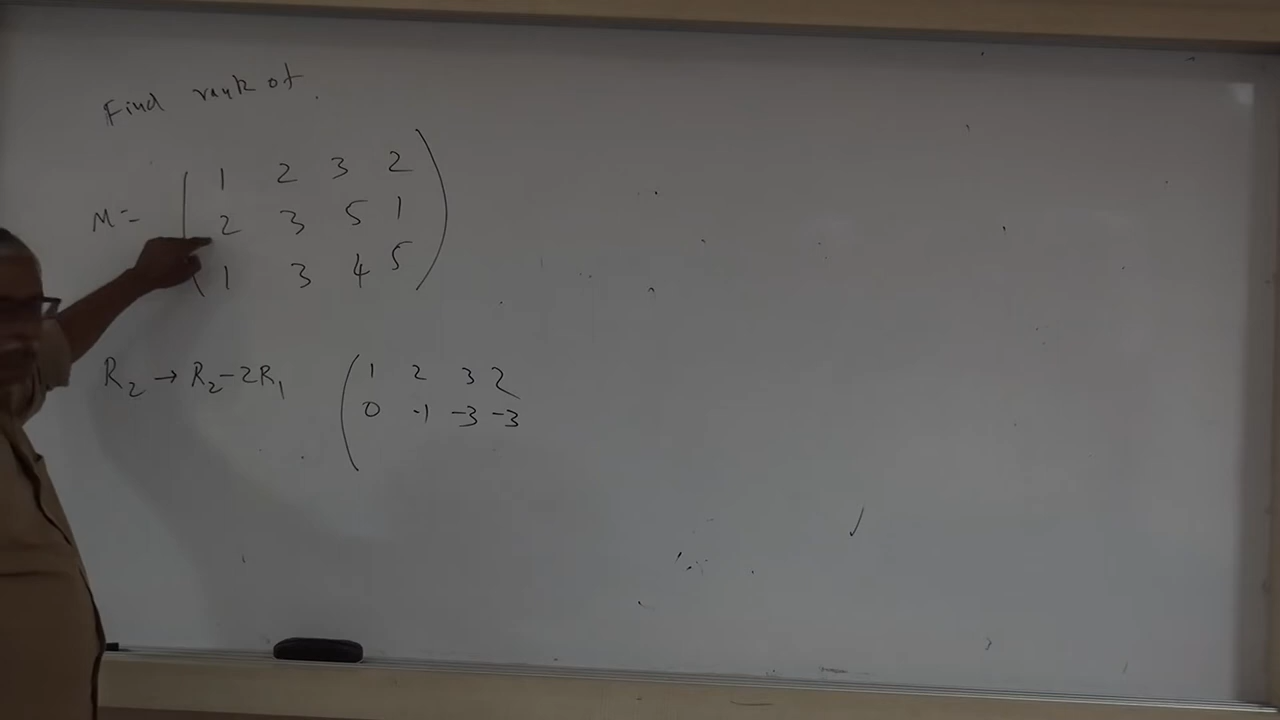 Find rank of
M = ( 1 2 3 2
2 3 5 1
1 3 4 5 )
R₂ → R₂ - 2R₁ ( 1 2 3 2
0 -1 -3 -3